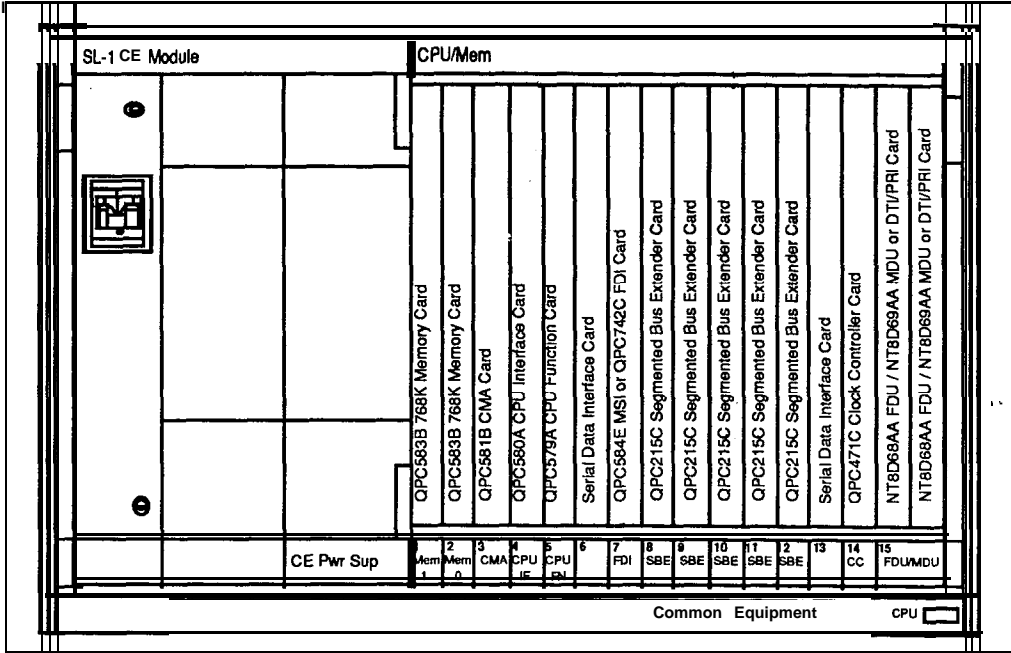 SL-1 CE Module
CPU/Mem
QPC583B 768K Memory Card
QPC583B 768K Memory Card
QPC581B CMA Card
QPC580A CPU Interface Card
QPC579A CPU Function Card
Serial Data Interface Card
QPC584E MSI or QPC742C FDI Card
QPC215C Segmented Bus Extender Card
QPC215C Segmented Bus Extender Card
QPC215C Segmented Bus Extender Card
QPC215C Segmented Bus Extender Card
QPC215C Segmented Bus Extender Card
Serial Data Interface Card
QPC471C Clock Controller Card
NT8D68AA FDU / NT8D69AA MDU or DTI/PRI Card
NT8D68AA FDU / NT8D69AA MDU or DTI/PRI Card
CE Pwr Sup
1 Mem 1
2 Mem 0
3 CMA
4 CPU IF
5 CPU FN
6
7 FDI
8 SBE
9 SBE
10 SBE
11 SBE
12 SBE
13
14 CC
15 FDU/MDU
Common Equipment
CPU